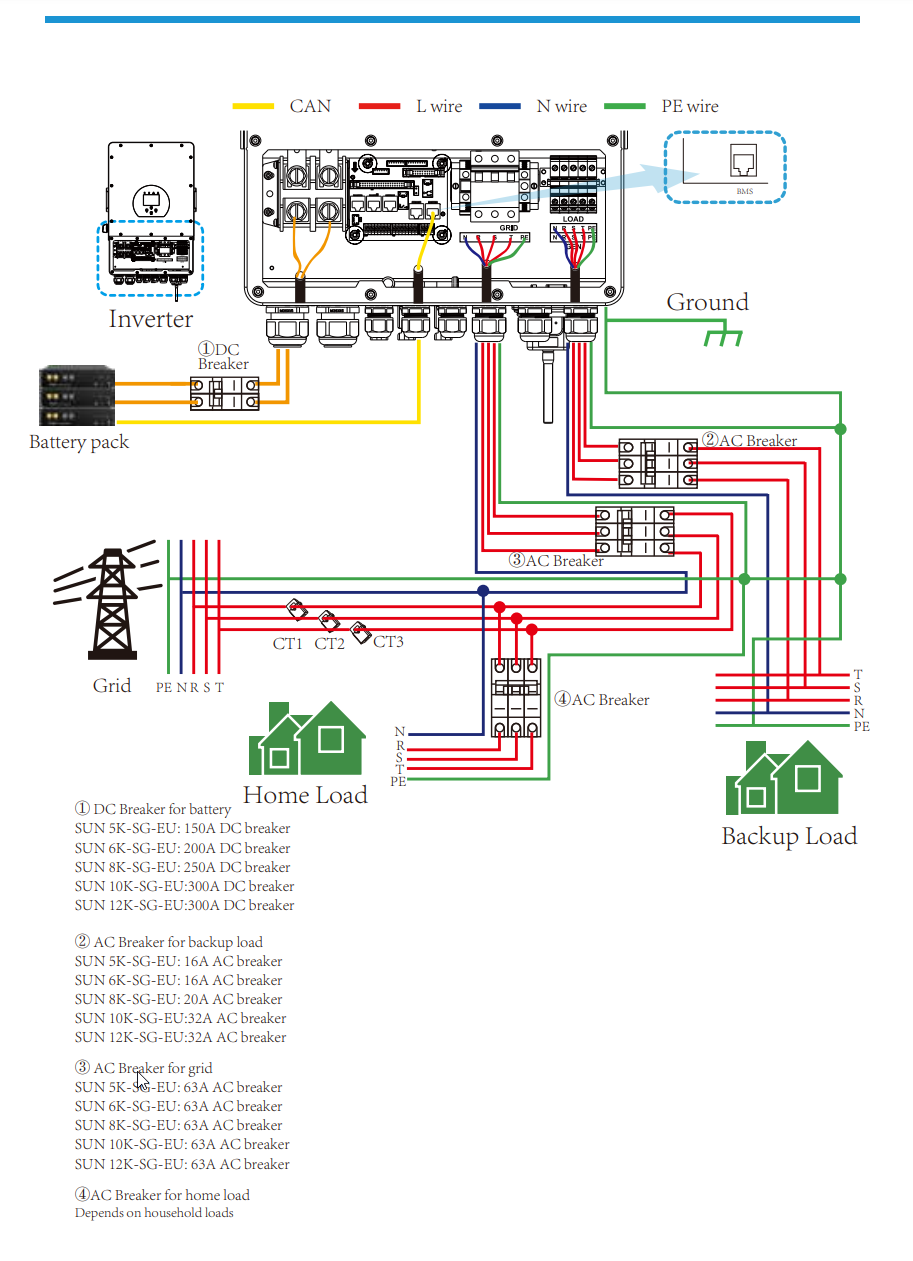 CAN L wire N wire PE wire
BMS
GRID
LOAD
N R S T PE
GEN
Inverter
Ground
①DC
Breaker
Battery pack
②AC Breaker
③AC Breaker
CT1 CT2 CT3
Grid
PE N R S T
④AC Breaker
T
S
R
N
PE
N
R
S
T
PE
Home Load
Backup Load
① DC Breaker for battery
SUN 5K-SG-EU: 150A DC breaker
SUN 6K-SG-EU: 200A DC breaker
SUN 8K-SG-EU: 250A DC breaker
SUN 10K-SG-EU:300A DC breaker
SUN 12K-SG-EU:300A DC breaker
② AC Breaker for backup load
SUN 5K-SG-EU: 16A AC breaker
SUN 6K-SG-EU: 16A AC breaker
SUN 8K-SG-EU: 20A AC breaker
SUN 10K-SG-EU:32A AC breaker
SUN 12K-SG-EU:32A AC breaker
③ AC Breaker for grid
SUN 5K-SG-EU: 63A AC breaker
SUN 6K-SG-EU: 63A AC breaker
SUN 8K-SG-EU: 63A AC breaker
SUN 10K-SG-EU: 63A AC breaker
SUN 12K-SG-EU: 63A AC breaker
④AC Breaker for home load
Depends on household loads